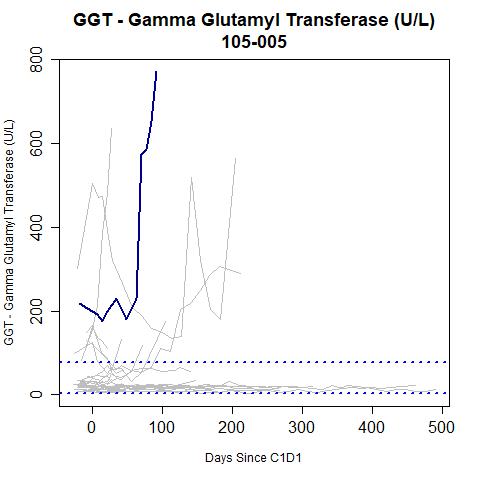 GGT - Gamma Glutamyl Transferase (U/L)
105-005
GGT - Gamma Glutamyl Transferase (U/L)
800
600
400
200
0
0 100 200 300 400 500
Days Since C1D1